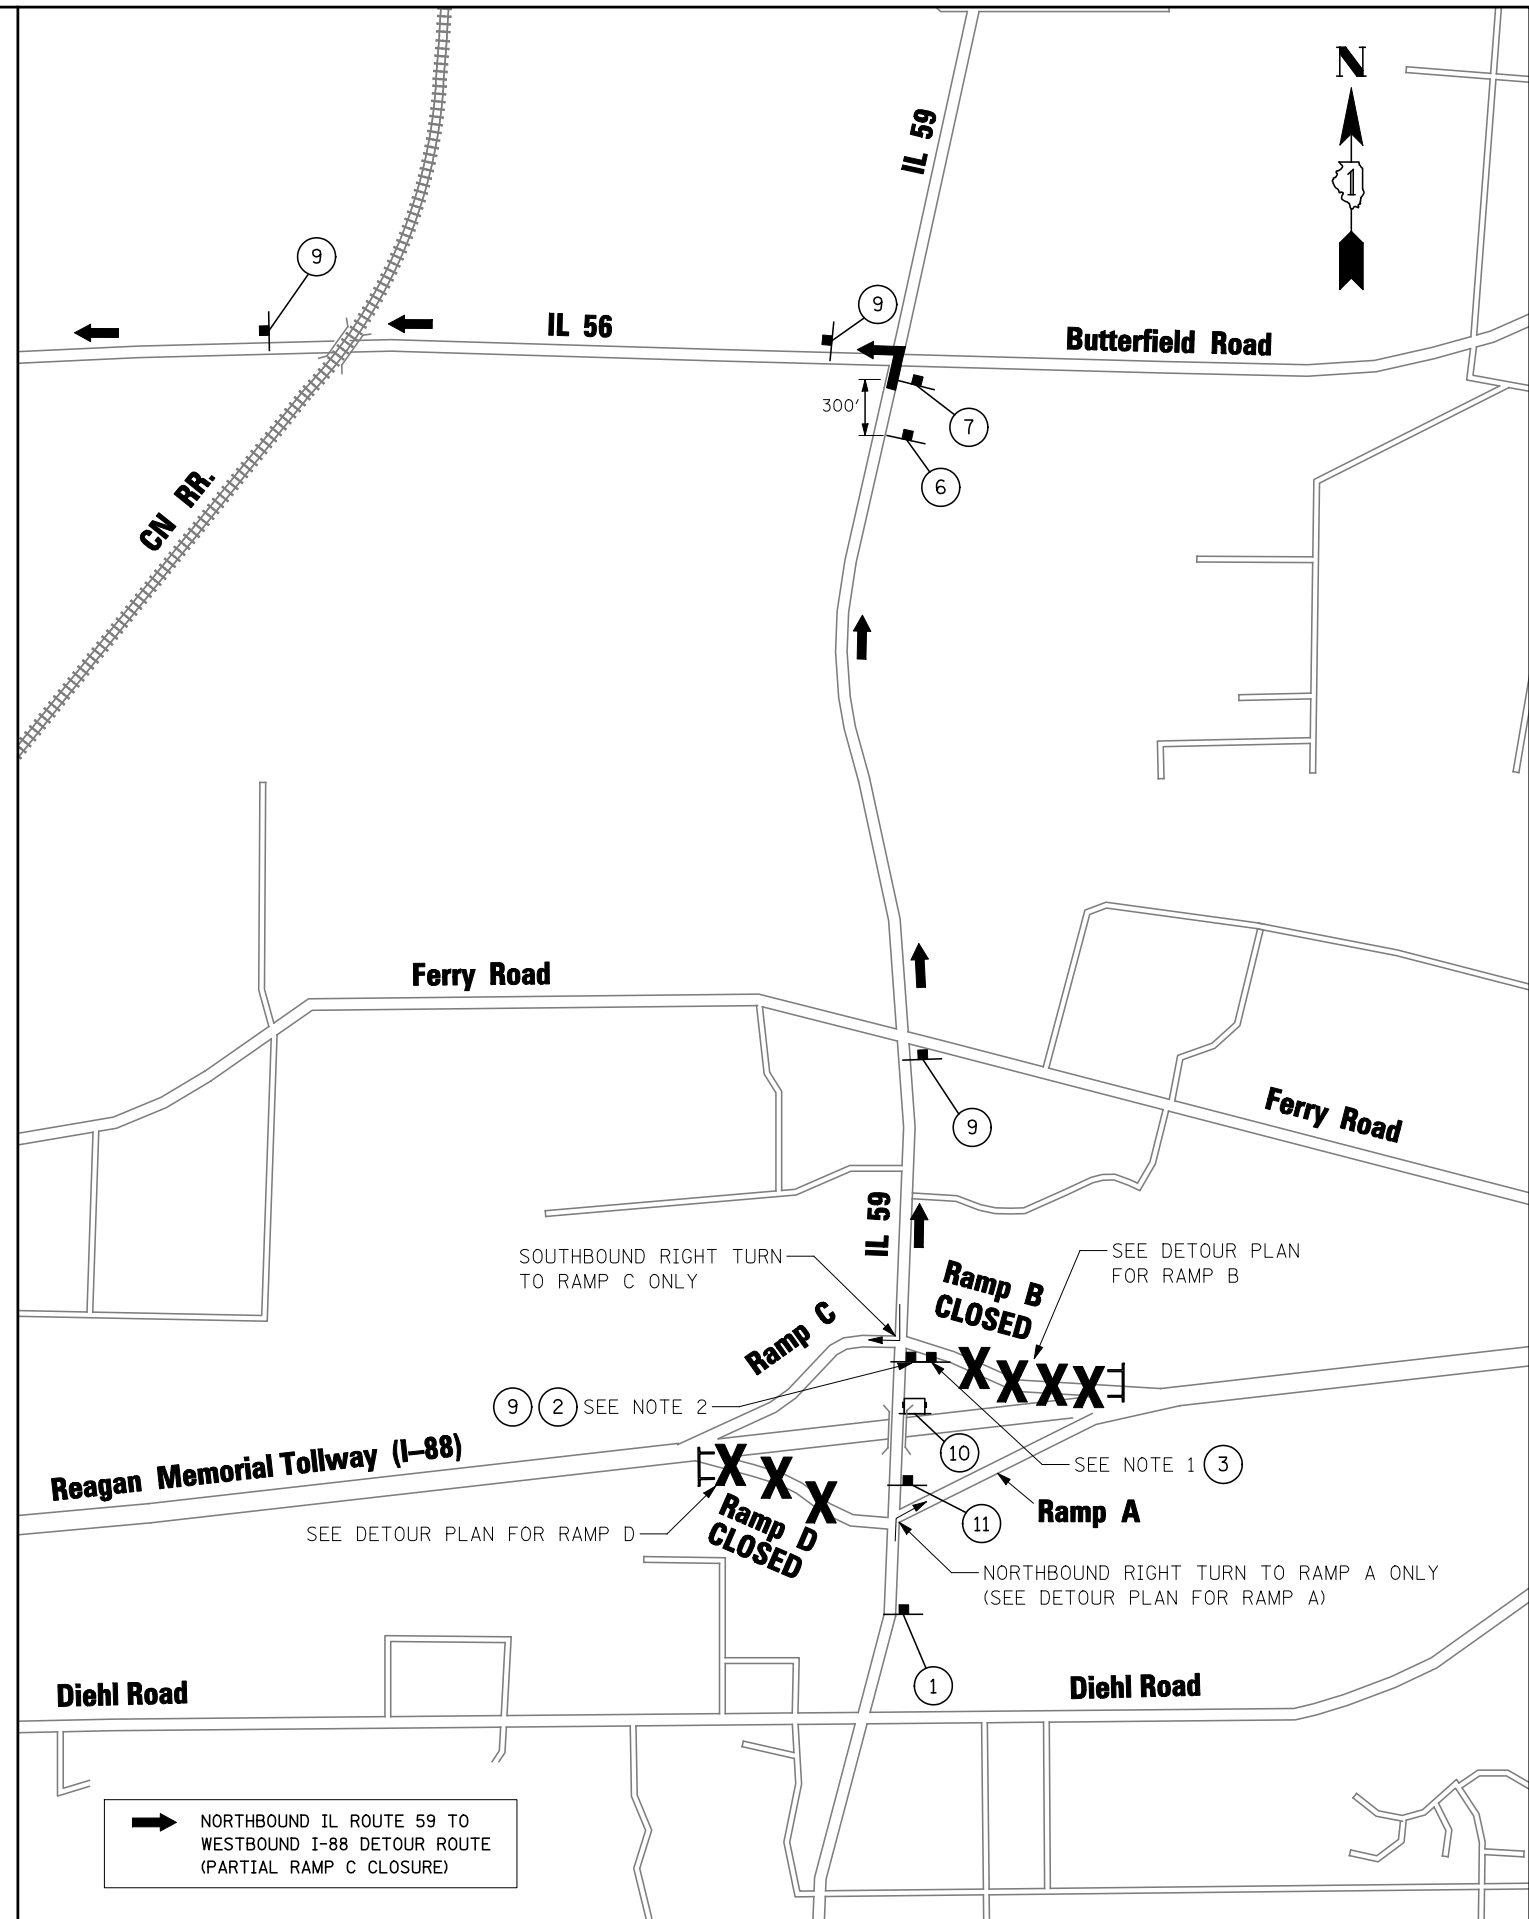 N
IL 59
1
9
9
IL 56
Butterfield Road
300'
7
6
CN RR.
Ferry Road
Ferry Road
9
IL 59
SOUTHBOUND RIGHT TURN
TO RAMP C ONLY
SEE DETOUR PLAN
FOR RAMP B
Ramp B
CLOSED
Ramp C
9 2 SEE NOTE 2
10
SEE NOTE 1 3
Reagan Memorial Tollway (I-88)
Ramp A
11
SEE DETOUR PLAN FOR RAMP D
Ramp D
CLOSED
NORTHBOUND RIGHT TURN TO RAMP A ONLY
(SEE DETOUR PLAN FOR RAMP A)
1
Diehl Road
Diehl Road
NORTHBOUND IL ROUTE 59 TO
WESTBOUND I-88 DETOUR ROUTE
(PARTIAL RAMP C CLOSURE)